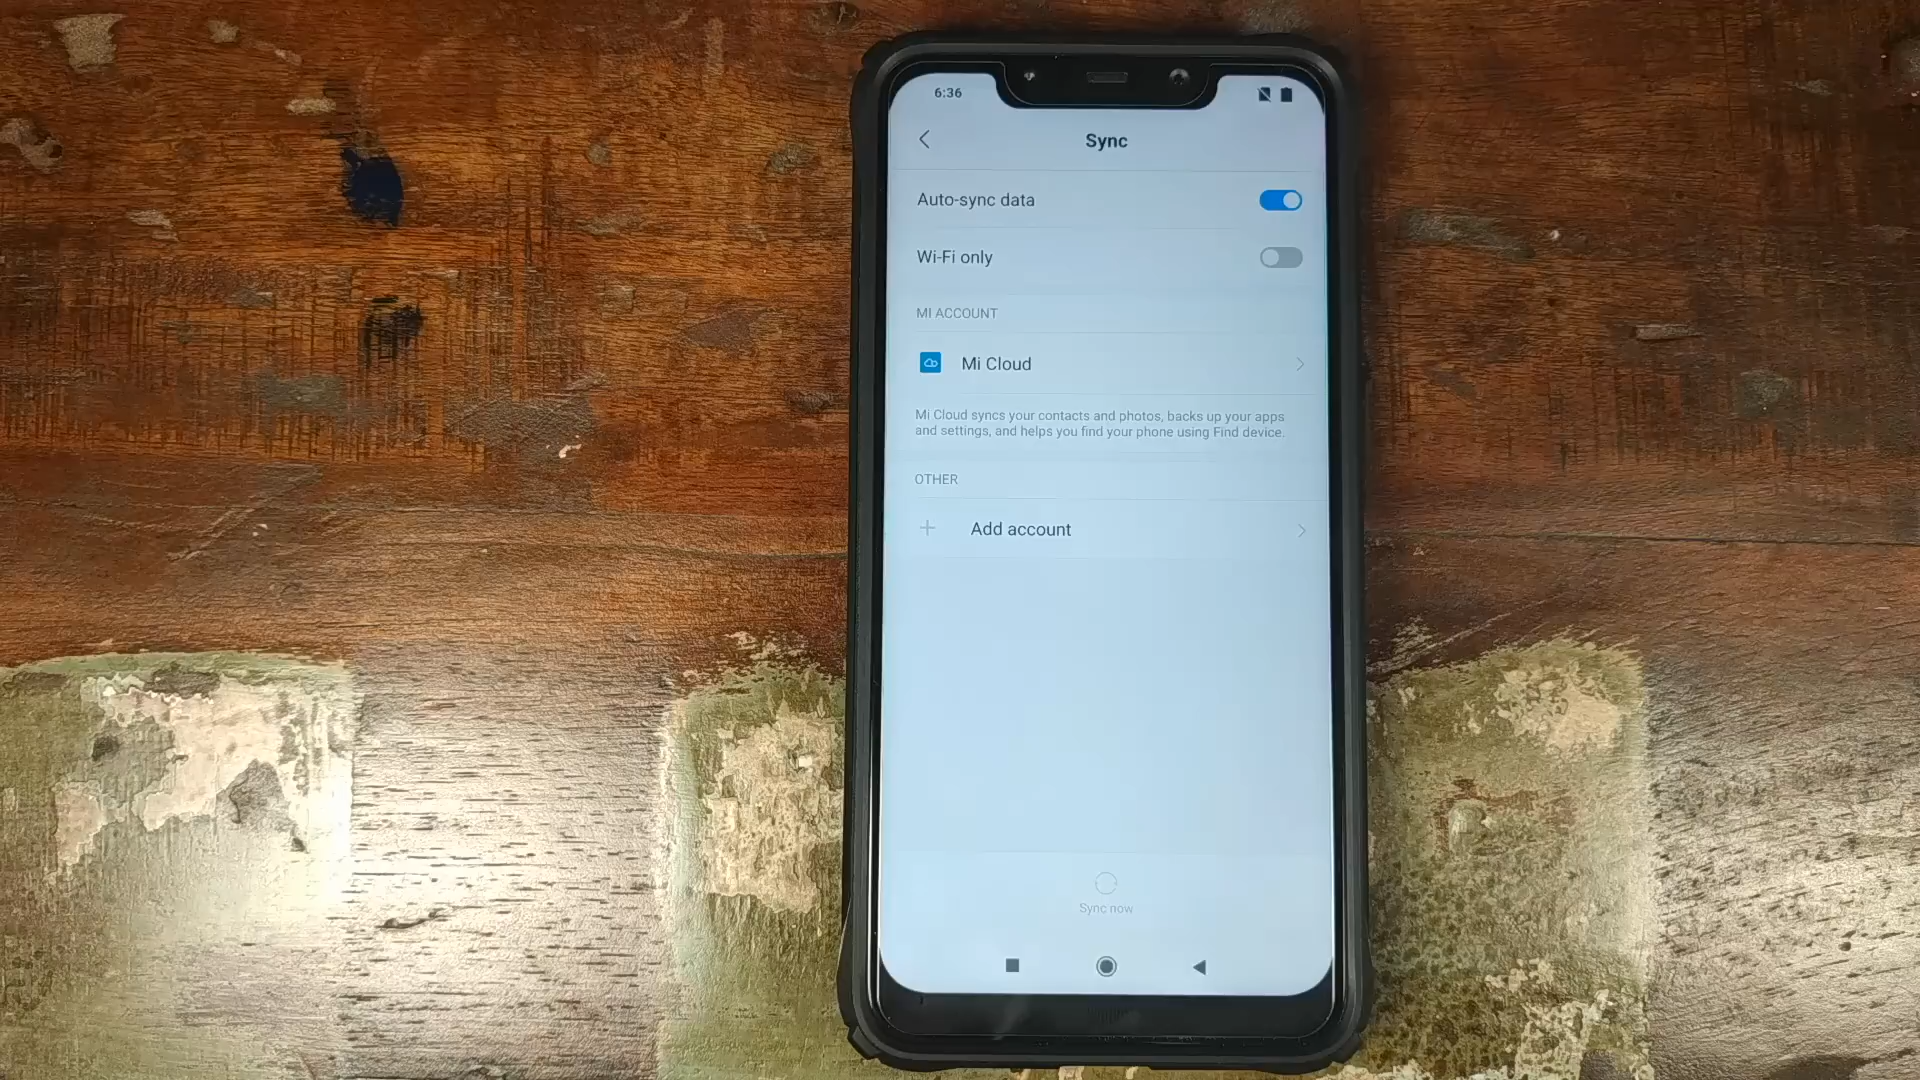 6:36
Sync
Auto-sync data
Wi-Fi only
MI ACCOUNT
Mi Cloud
Mi Cloud syncs your contacts and photos, backs up your apps
and settings, and helps you find your phone using Find device.
OTHER
Add account
Sync now